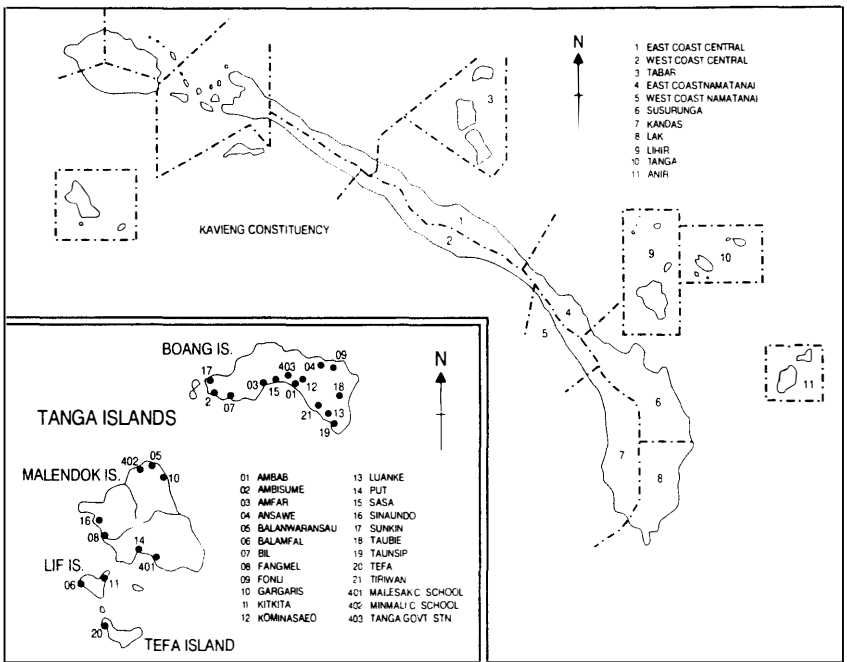 N
1 EAST COAST CENTRAL
2 WEST COAST CENTRAL
3 TABAR
4 EAST COASTNAMATANAI
5 WEST COAST NAMATANAI
6 SUSURUNGA
7 KANDAS
8 LAK
9 LIHIR
10 TANGA
11 ANIR
3
KAVIENG CONSTITUENCY
1
2
9
10
4
5
11
6
7
8
BOANG IS.
N
17
403
04
09
2
07
03
15
01
12
18
21
13
19
TANGA ISLANDS
MALENDOK IS.
402
05
10
16
08
14
401
LIF IS.
06
11
20
TEFA ISLAND
01 AMBAB
02 AMBISUME
03 AMFAR
04 ANSAWE
05 BALANWARANSAU
06 BALAMFAL
07 BIL
08 FANGMEL
09 FONLI
10 GARGARIS
11 KITKITA
12 KOMINASAEO
13 LUANKE
14 PUT
15 SASA
16 SINAUNDO
17 SUNKIN
18 TAUBIE
19 TAUNSIP
20 TEFA
21 TIRIWAN
401 MALESAK C SCHOOL
402 MINMALI C SCHOOL
403 TANGA GOVT STN